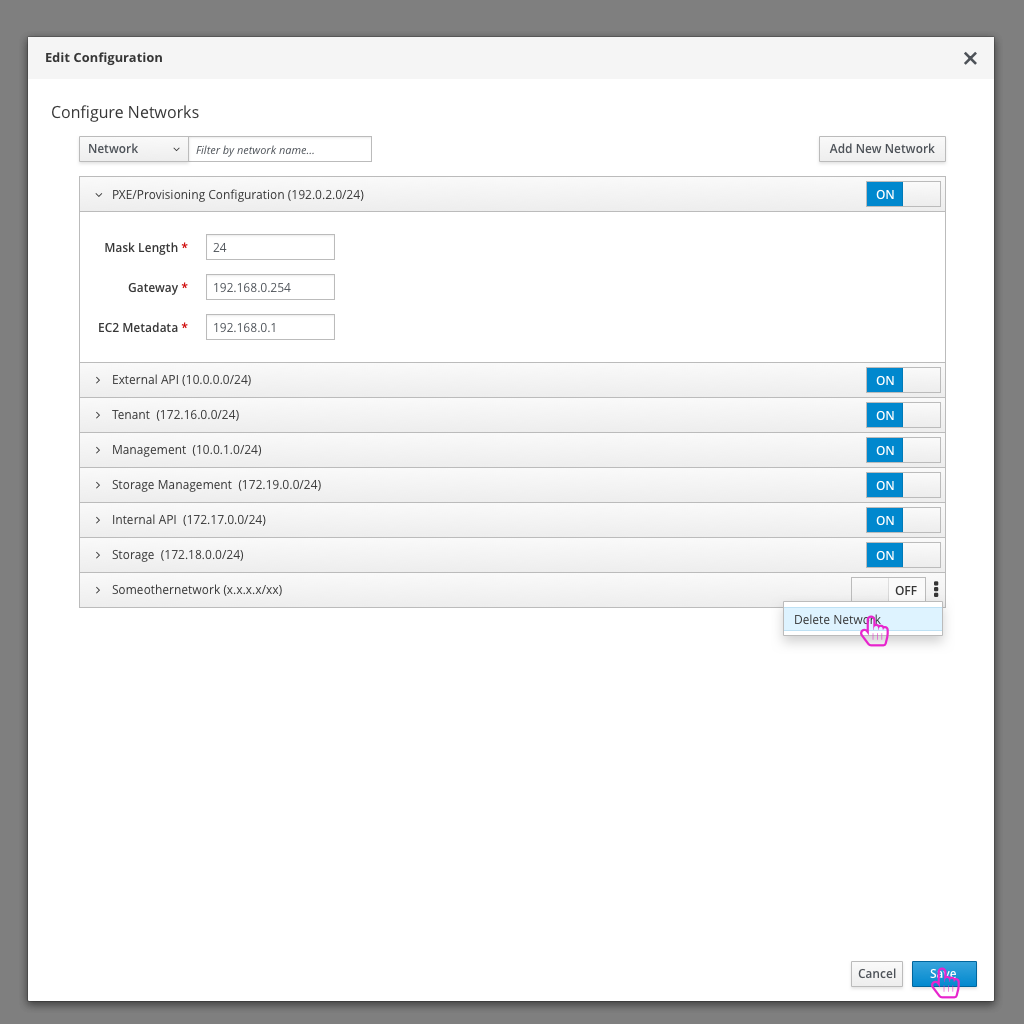 Edit Configuration
Configure Networks
Network Filter by network name... Add New Network
PXE/Provisioning Configuration (192.0.2.0/24) ON
Mask Length * 24
Gateway * 192.168.0.254
EC2 Metadata * 192.168.0.1
External API (10.0.0.0/24) ON
Tenant (172.16.0.0/24) ON
Management (10.0.1.0/24) ON
Storage Management (172.19.0.0/24) ON
Internal API (172.17.0.0/24) ON
Storage (172.18.0.0/24) ON
Someothernetwork (x.x.x.x/xx) OFF
Delete Network
Cancel Save